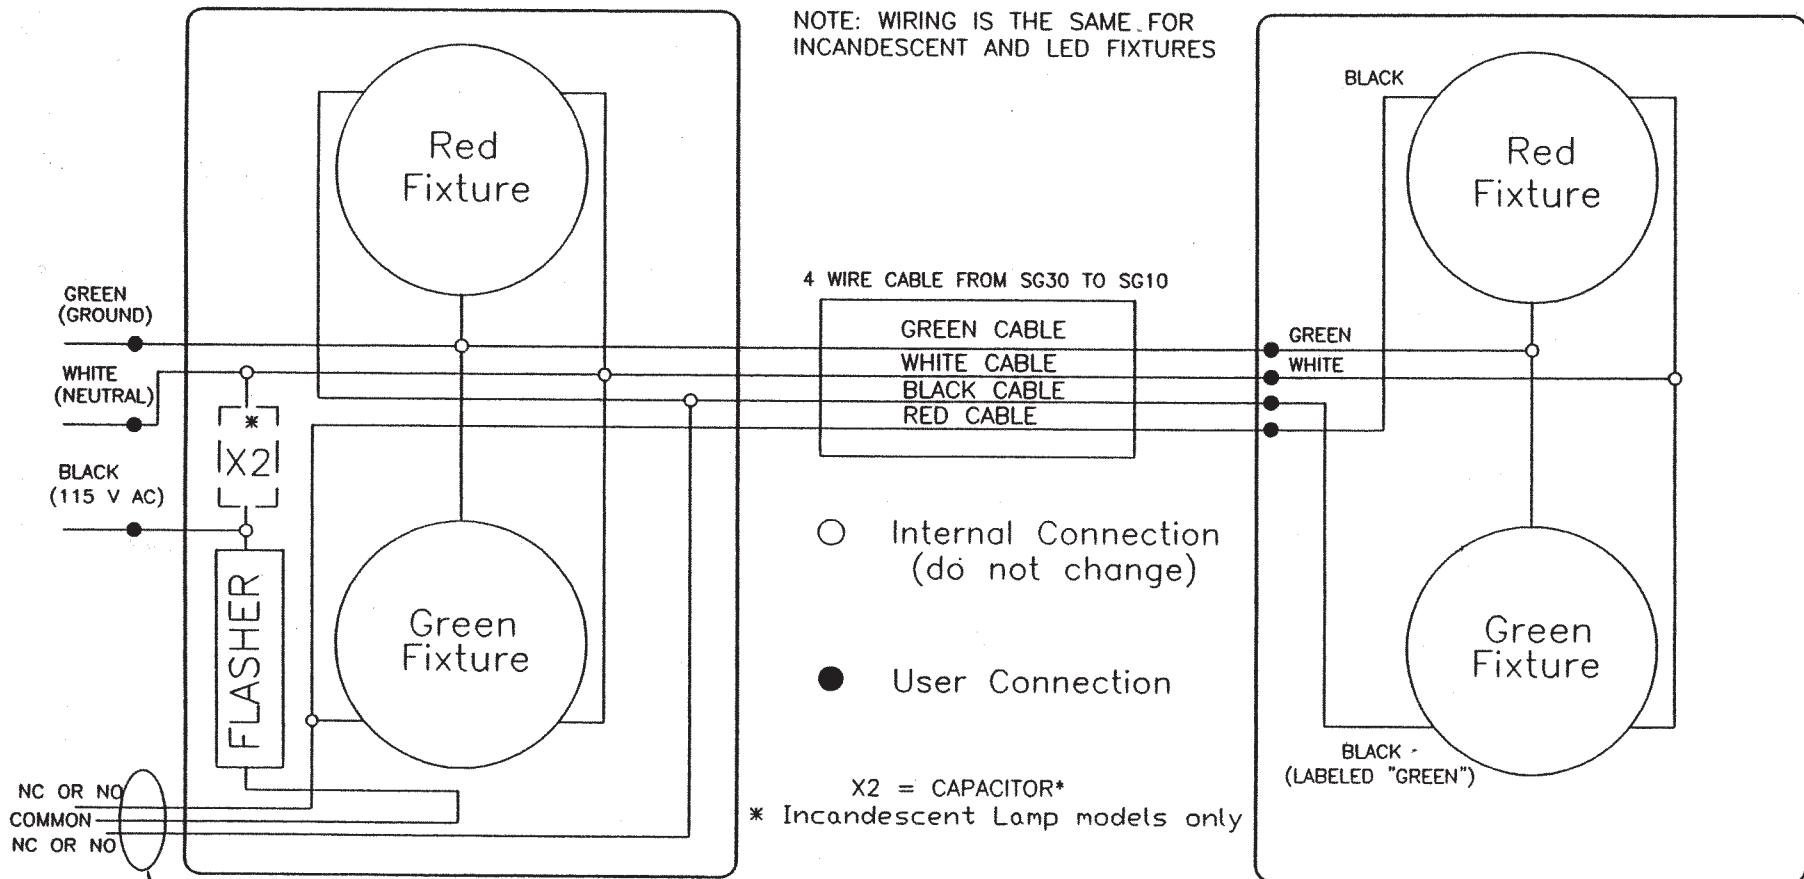 NOTE: WIRING IS THE SAME FOR
INCANDESCENT AND LED FIXTURES
Red
Fixture
GREEN
(GROUND)
WHITE
(NEUTRAL)
*
X2
BLACK
(115 V AC)
FLASHER
Green
Fixture
NC OR NO
COMMON
NC OR NO
4 WIRE CABLE FROM SG30 TO SG10
GREEN CABLE
WHITE CABLE
BLACK CABLE
RED CABLE
Internal Connection
(do not change)
User Connection
X2 = CAPACITOR*
* Incandescent Lamp models only
BLACK
Red
Fixture
GREEN
WHITE
Green
Fixture
BLACK
(LABELED "GREEN")